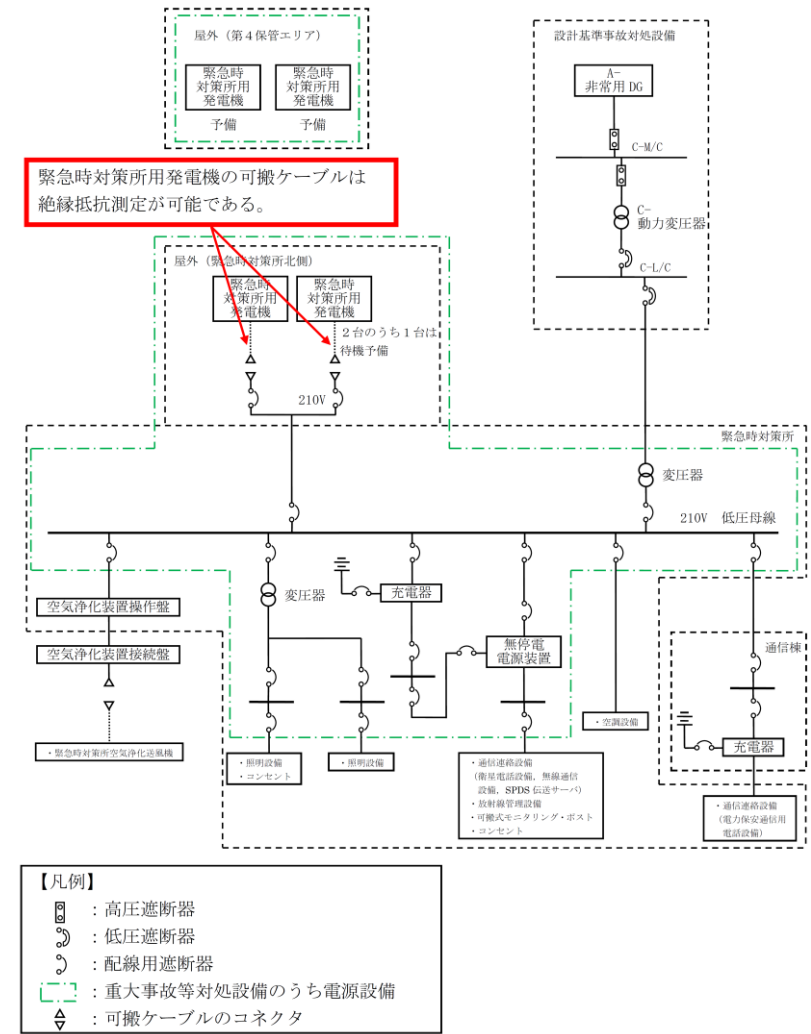 屋外（第４保管エリア）
緊急時
対策所用
発電機
緊急時
対策所用
発電機
予備
予備
設計基準事故対処設備
A-
非常用 DG
C-M/C
C-
動力変圧器
C-L/C
緊急時対策所用発電機の可搬ケーブルは
絶縁抵抗測定が可能である。
屋外（緊急時対策所北側）
緊急時
対策所用
発電機
緊急時
対策所用
発電機
２台のうち１台は
待機予備
210V
緊急時対策所
変圧器
210V 低圧母線
空気浄化装置操作盤
変圧器
充電器
無停電
電源装置
通信棟
空気浄化装置接続盤
・空調設備
充電器
・緊急時対策所空気浄化送風機
・照明設備
・コンセント
・照明設備
・通信連絡設備
（衛星電話設備，無線通信
設備，SPDS 伝送サーバ）
・放射線管理設備
・可搬式モニタリング・ポスト
・コンセント
・通信連絡設備
（電力保安通信用
電話設備）
【凡例】
：高圧遮断器
：低圧遮断器
：配線用遮断器
：重大事故等対処設備のうち電源設備
：可搬ケーブルのコネクタ